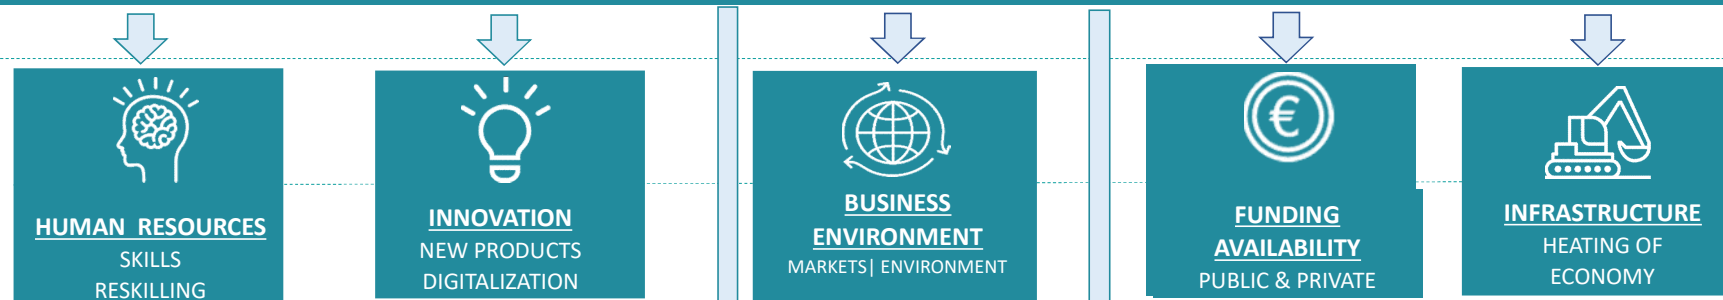 HUMAN RESOURCES
SKILLS
RESKILLING
INNOVATION
NEW PRODUCTS
DIGITALIZATION
BUSINESS
ENVIRONMENT
MARKETS| ENVIRONMENT
€
FUNDING
AVAILABILITY
PUBLIC & PRIVATE
INFRASTRUCTURE
HEATING OF
ECONOMY